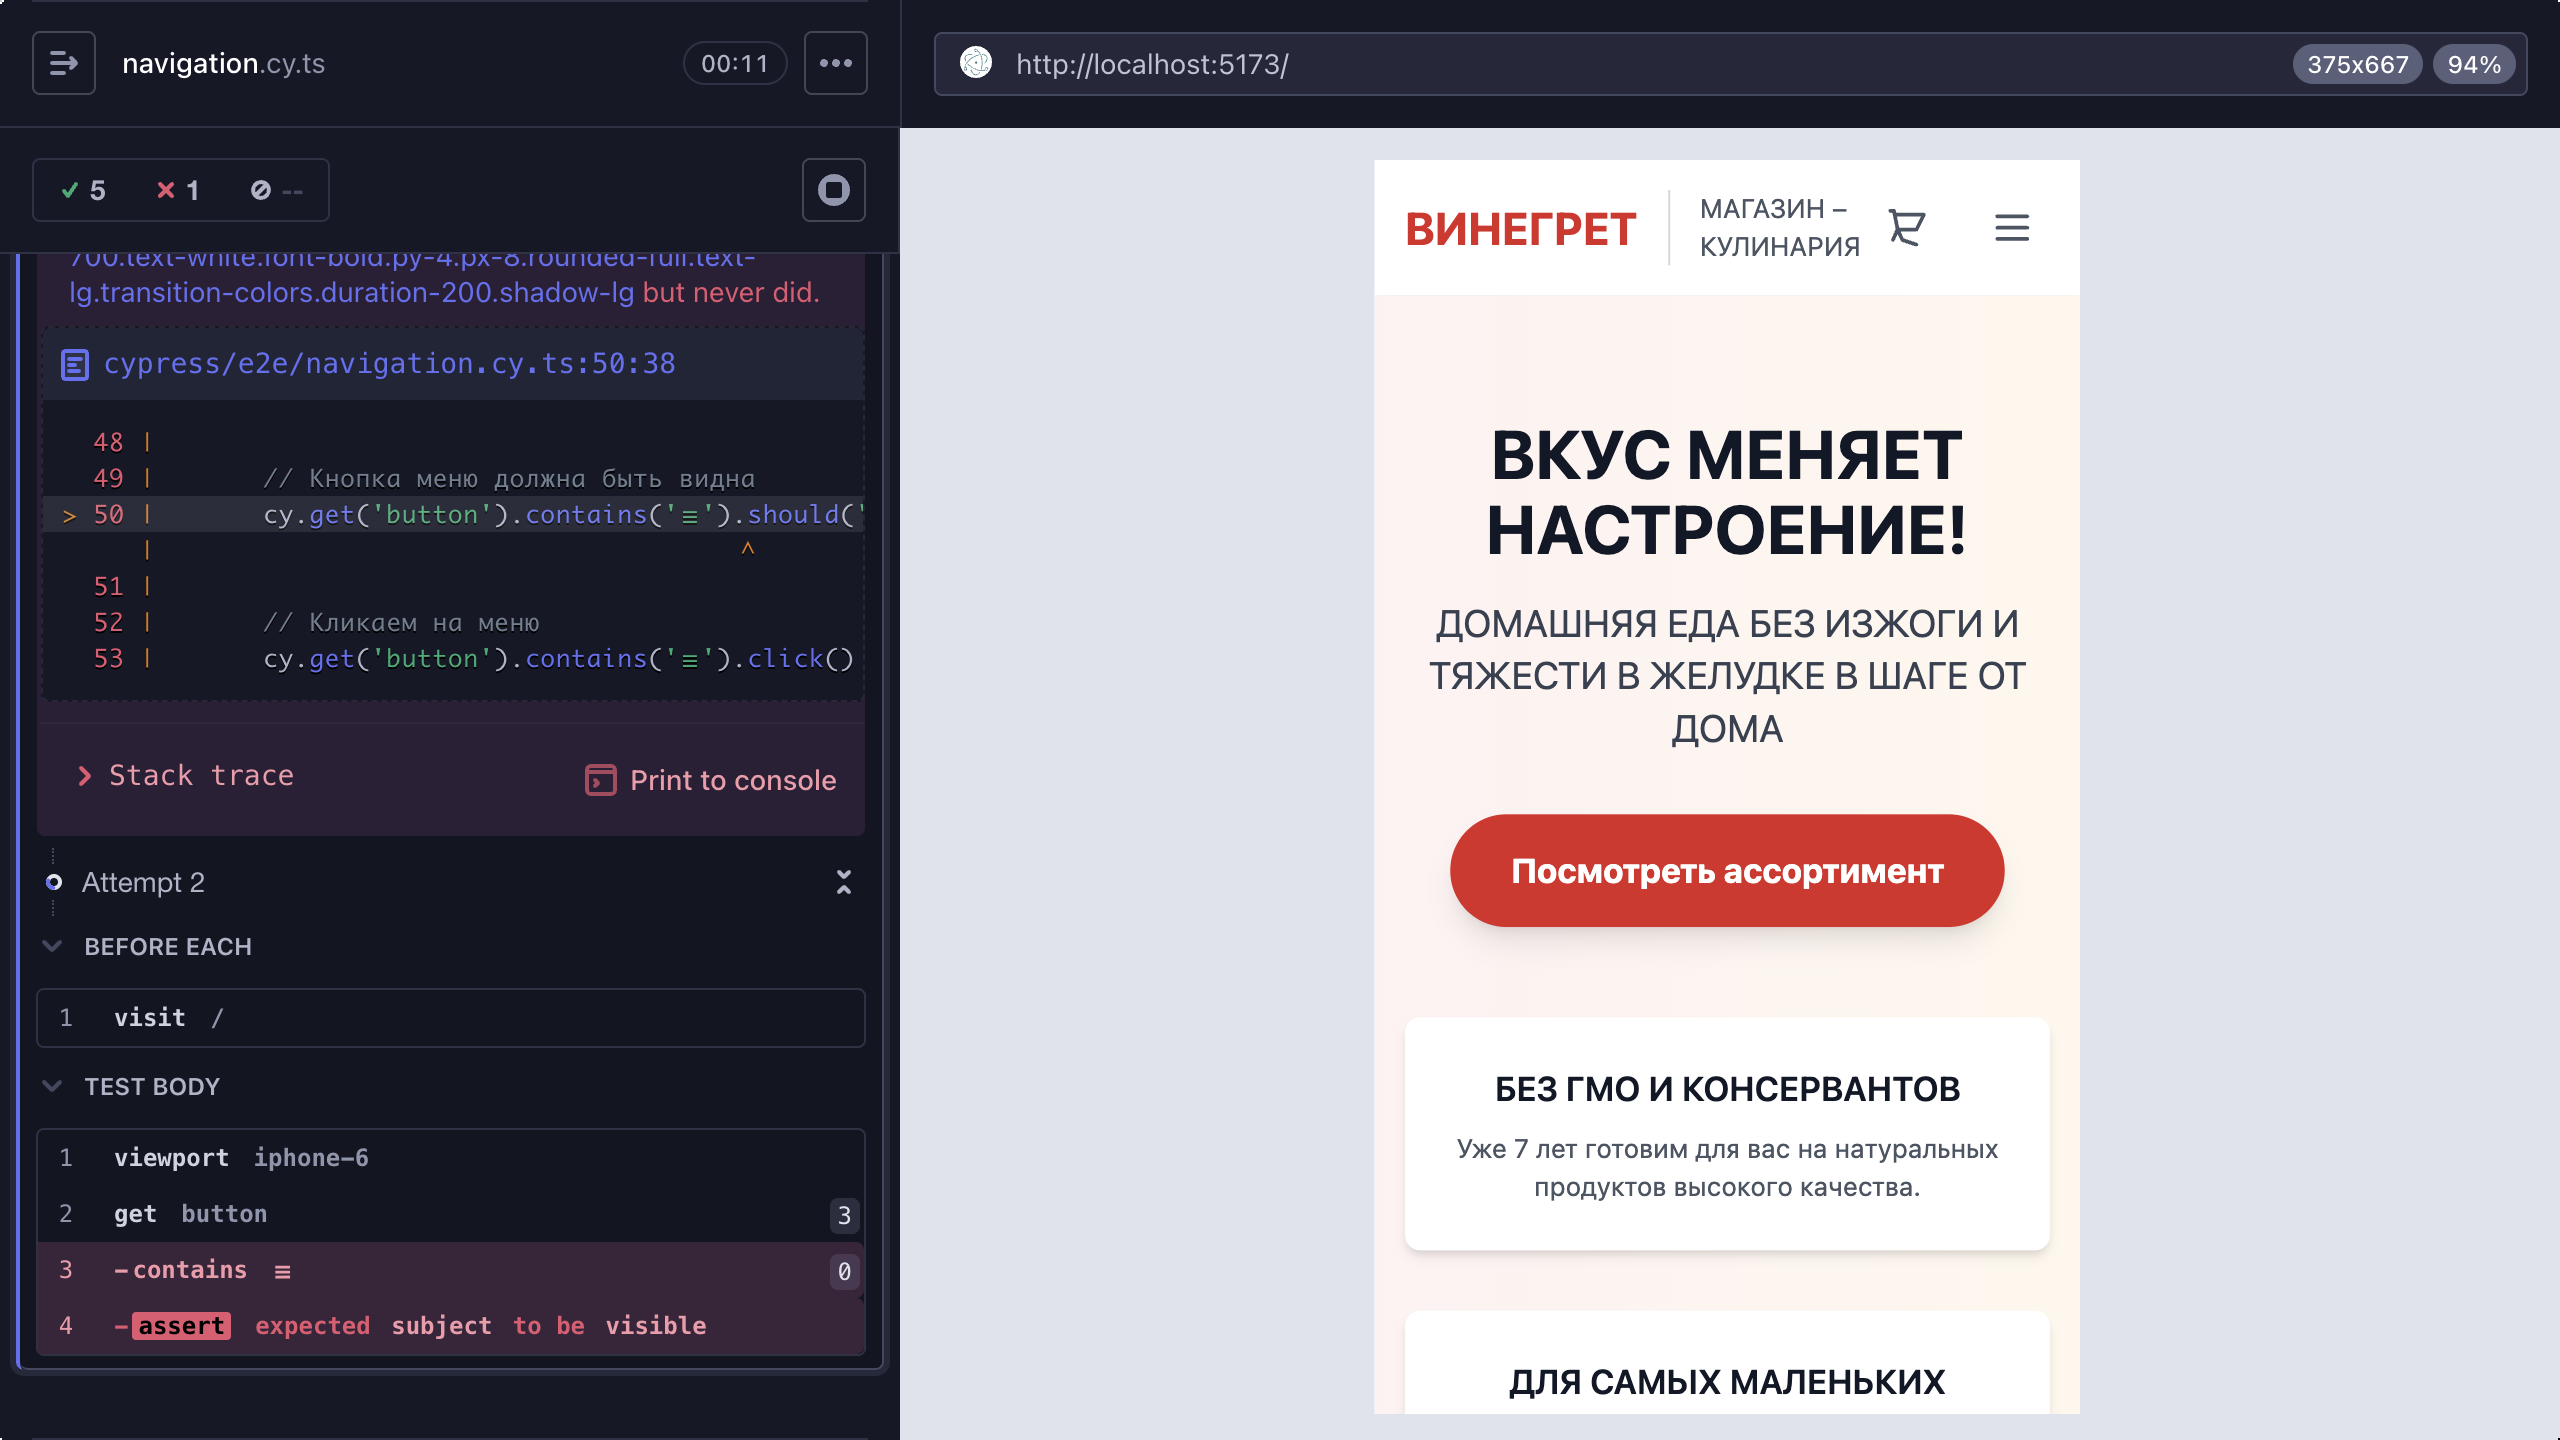 navigation.cy.ts
00:11
5
1
--
700.text-white.font-bold.py-4.px-8.rounded-full.text-
lg.transition-colors.duration-200.shadow-lg but never did.
cypress/e2e/navigation.cy.ts:50:38
48 |
49 | // Кнопка меню должна быть видна
> 50 | cy.get('button').contains('≡').should('
| ^
51 |
52 | // Кликаем на меню
53 | cy.get('button').contains('≡').click()
Stack trace
Print to console
Attempt 2
BEFORE EACH
1 visit /
TEST BODY
1 viewport iphone-6
2 get button 3
3 -contains ≡ 0
4 -assert expected subject to be visible
http://localhost:5173/
375x667
94%
ВИНЕГРЕТ
МАГАЗИН –
КУЛИНАРИЯ
ВКУС МЕНЯЕТ
НАСТРОЕНИЕ!
ДОМАШНЯЯ ЕДА БЕЗ ИЗЖОГИ И
ТЯЖЕСТИ В ЖЕЛУДКЕ В ШАГЕ ОТ
ДОМА
Посмотреть ассортимент
БЕЗ ГМО И КОНСЕРВАНТОВ
Уже 7 лет готовим для вас на натуральных
продуктов высокого качества.
ДЛЯ САМЫХ МАЛЕНЬКИХ